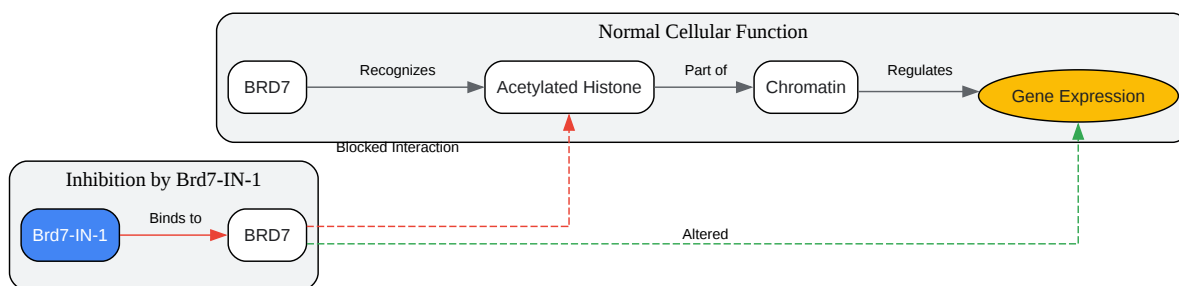 Normal Cellular Function
BRD7
Recognizes
Acetylated Histone
Part of
Chromatin
Regulates
Gene Expression
Blocked Interaction
Inhibition by Brd7-IN-1
Brd7-IN-1
Binds to
BRD7
Altered